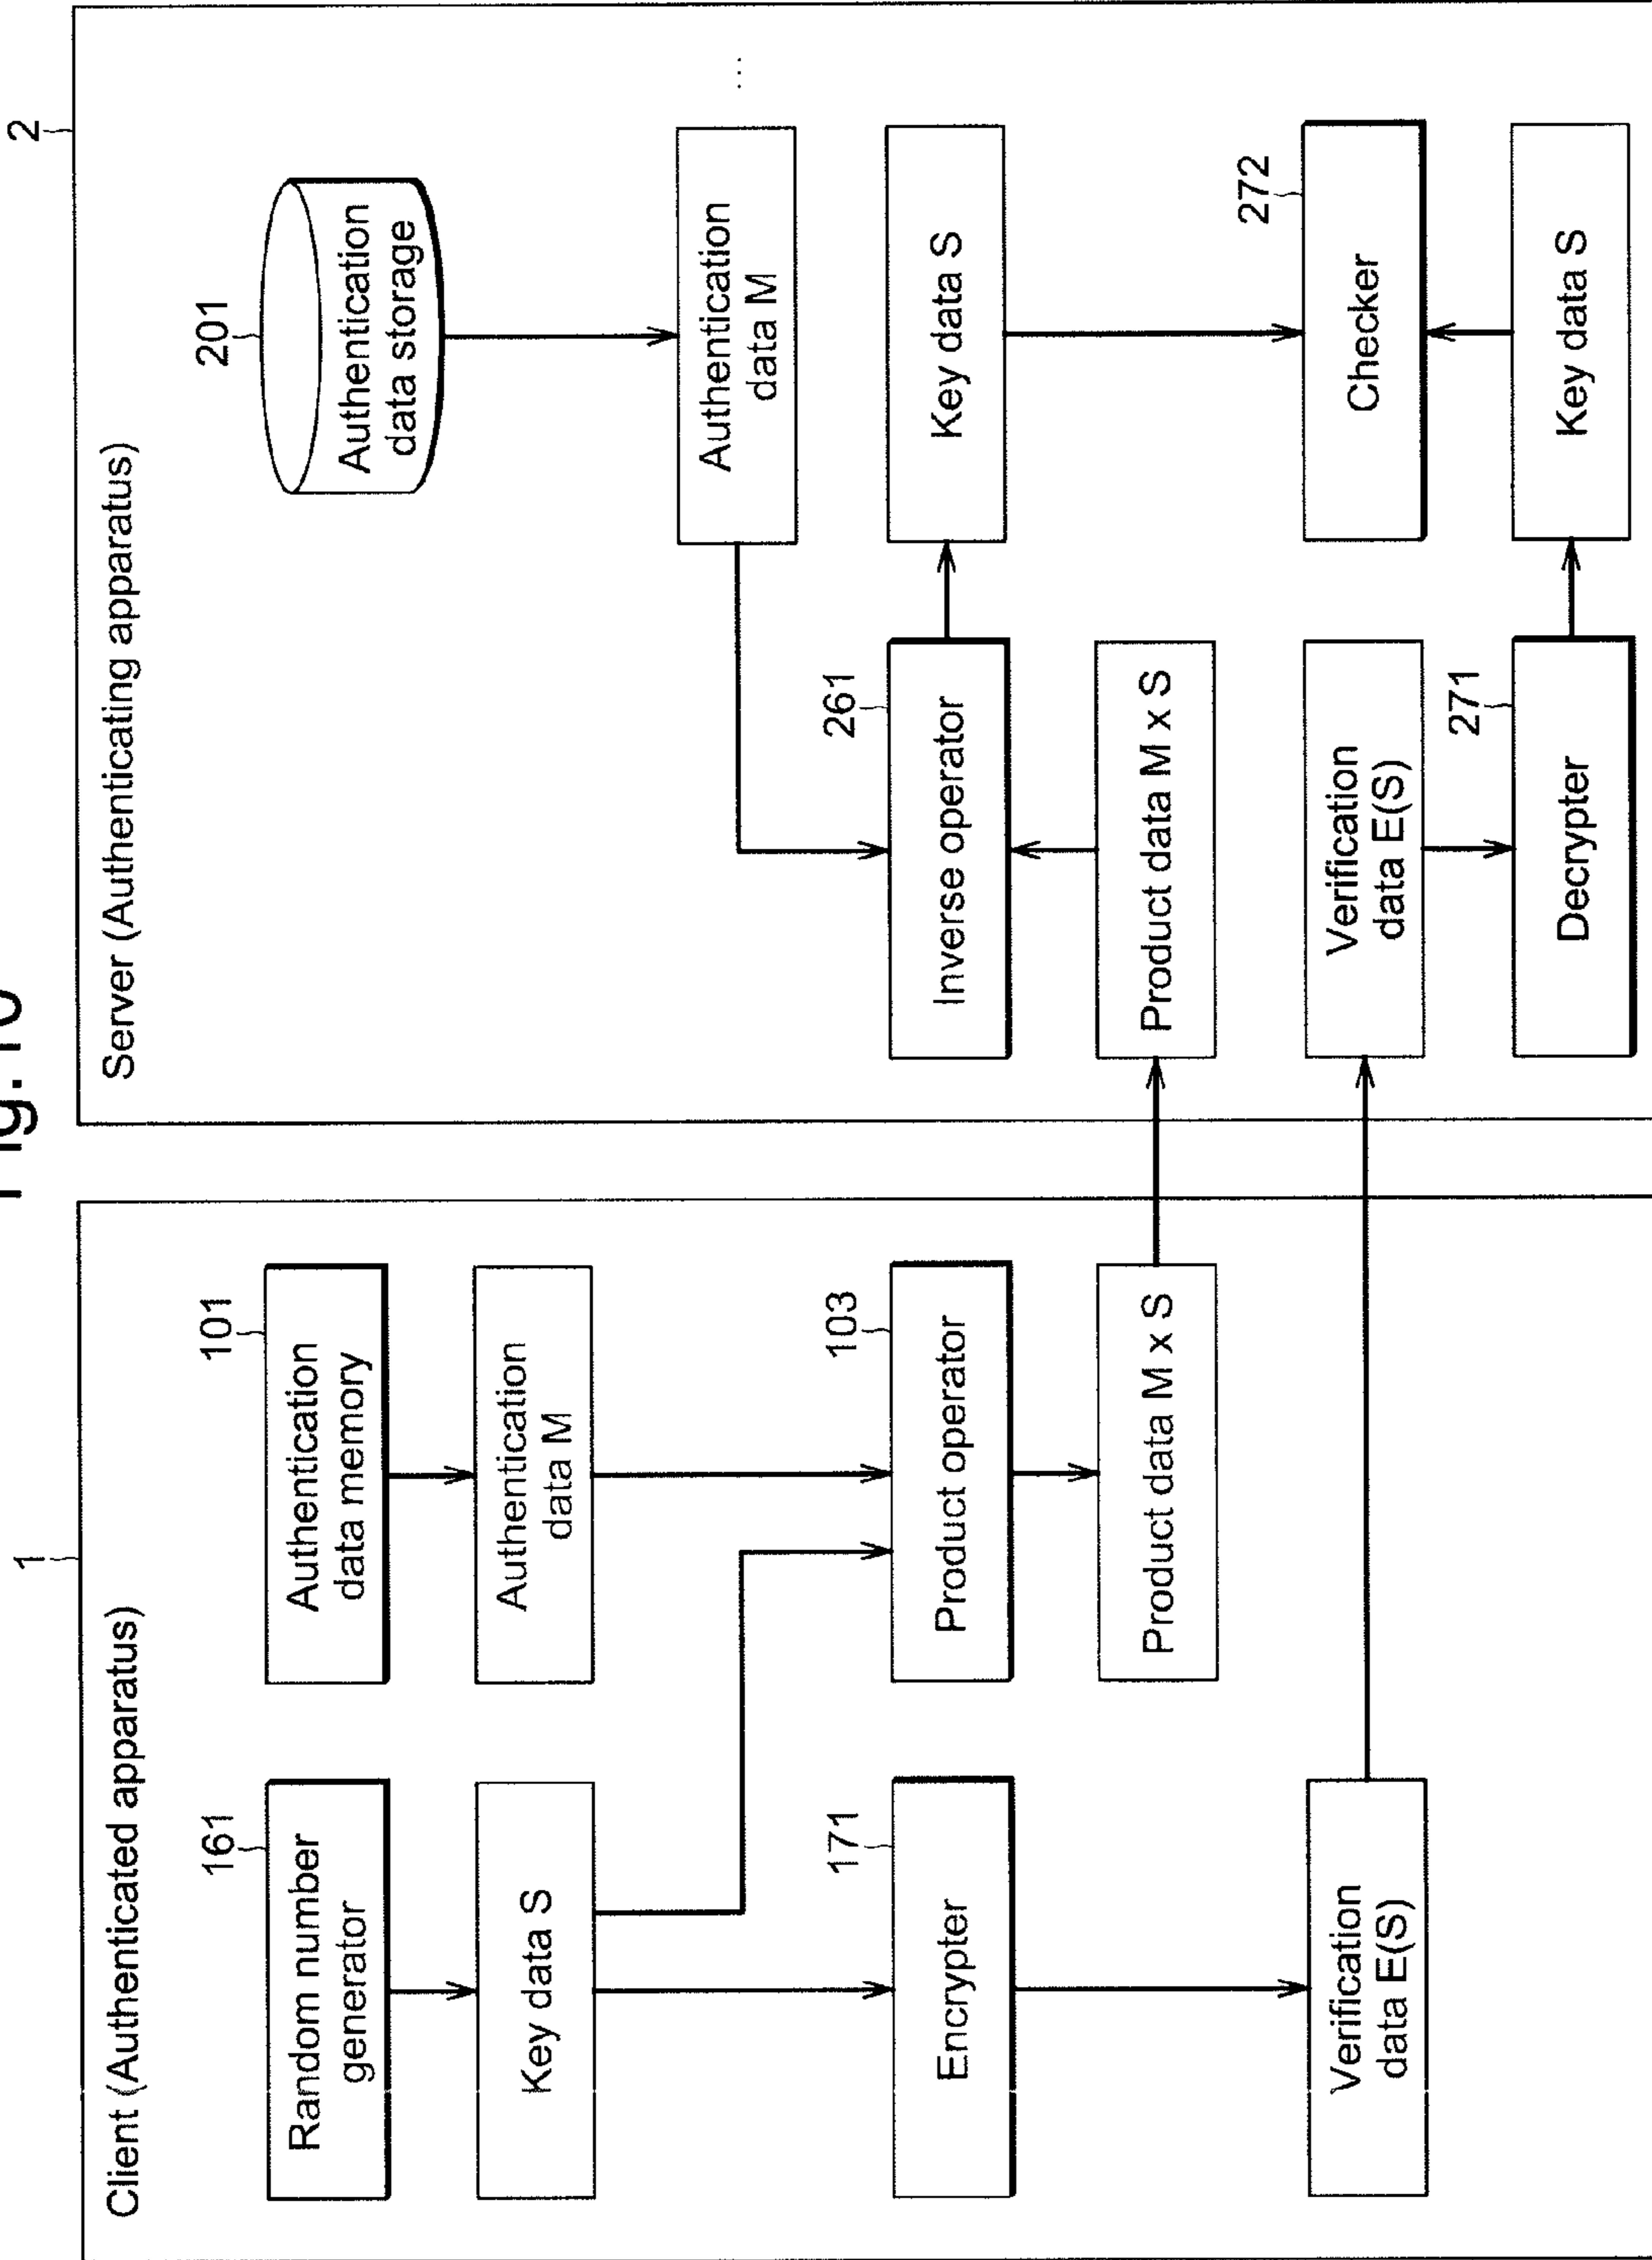 Fig. 10
1
Client (Authenticated apparatus)
161
Random number
generator
101
Authentication
data memory
Key data S
Authentication
data M
171
Encrypter
103
Product operator
Product data M x S
Verification
data E(S)
2
Server (Authenticating apparatus)
201
Authentication
data storage
Authentication
data M
...
261
Inverse operator
Key data S
Product data M x S
Verification
data E(S)
272
Checker
271
Decrypter
Key data S